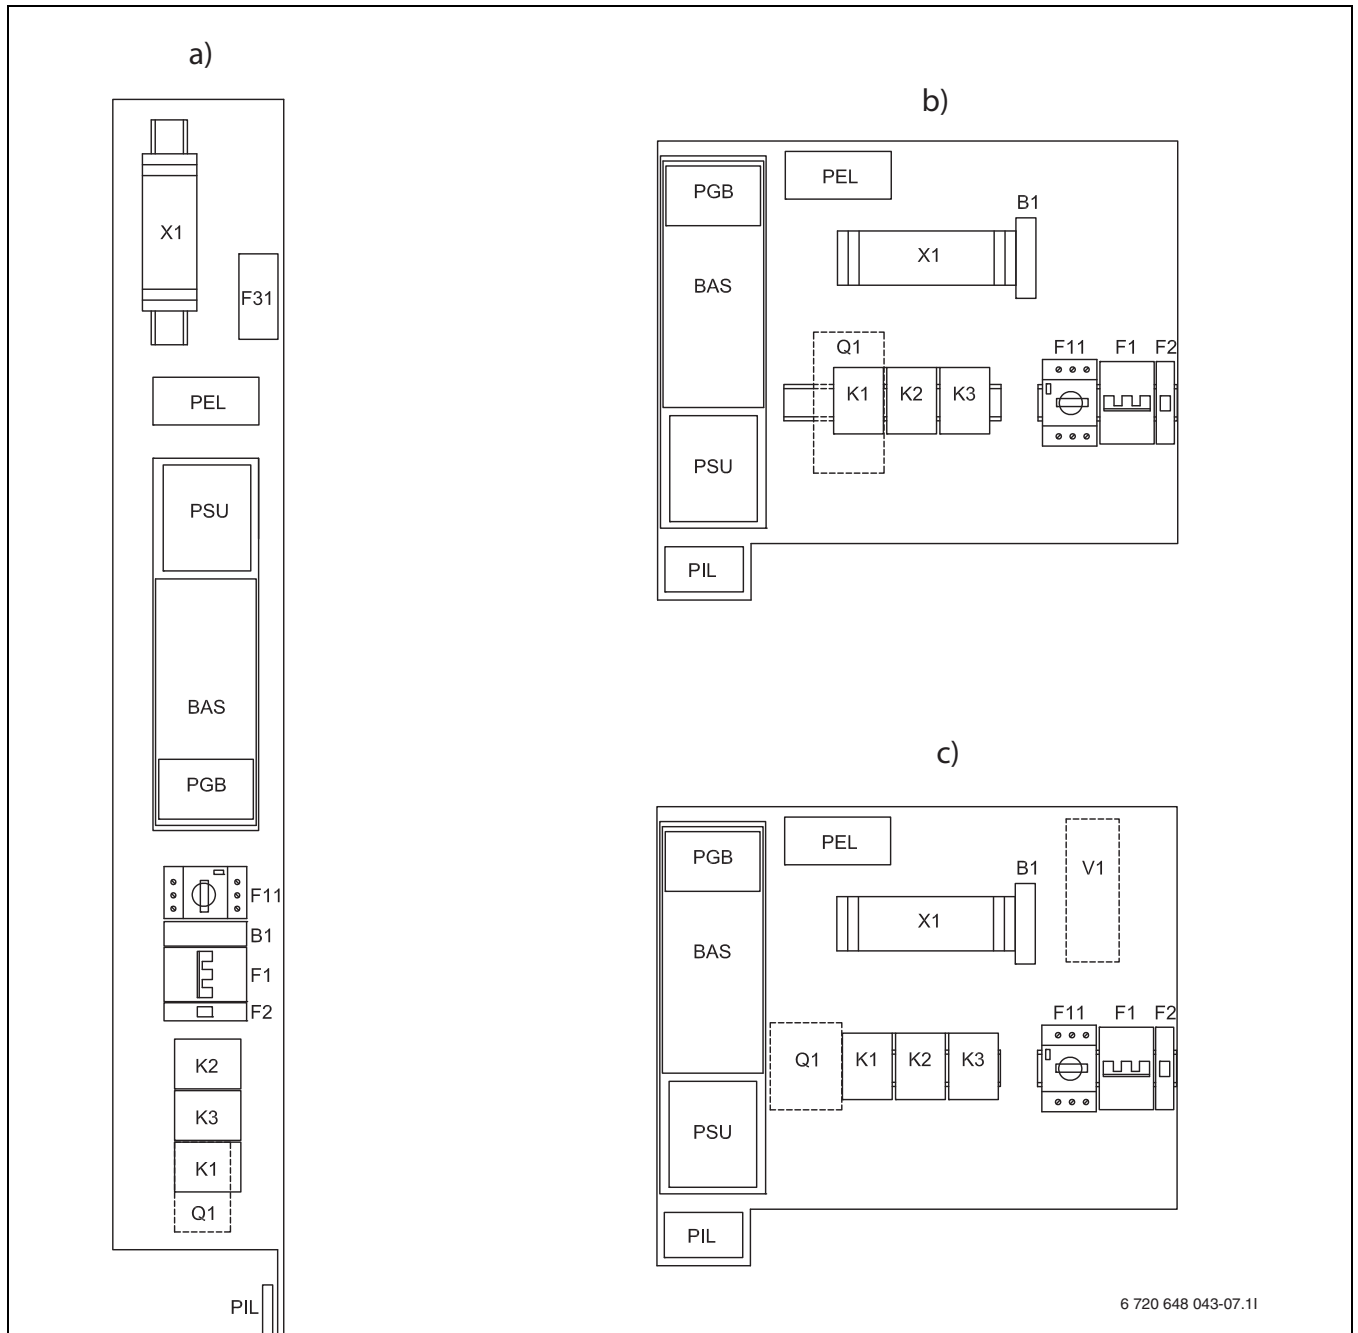 a)
X1
F31
PEL
PSU
BAS
PGB
F11
B1
F1
F2
K2
K3
K1
Q1
PIL
b)
PGB
PEL
B1
X1
BAS
Q1
F11 F1 F2
K1 K2 K3
PSU
PIL
c)
PGB
PEL
B1
V1
X1
BAS
F11 F1 F2
Q1 K1 K2 K3
PSU
PIL
6 720 648 043-07.1I